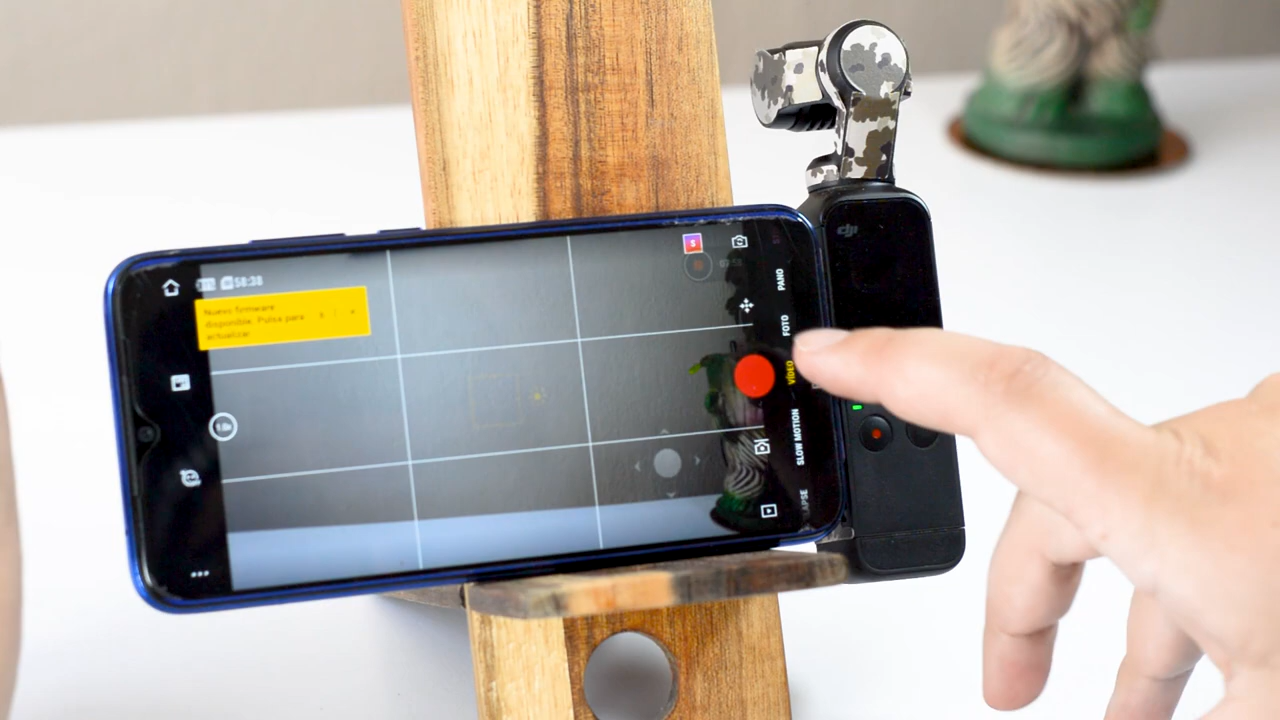 58:38
Nuevo firmware
disponible. Pulsa para
actualizar
S
PANO
FOTO
VÍDEO
SLOW MOTION
LAPSE
dji